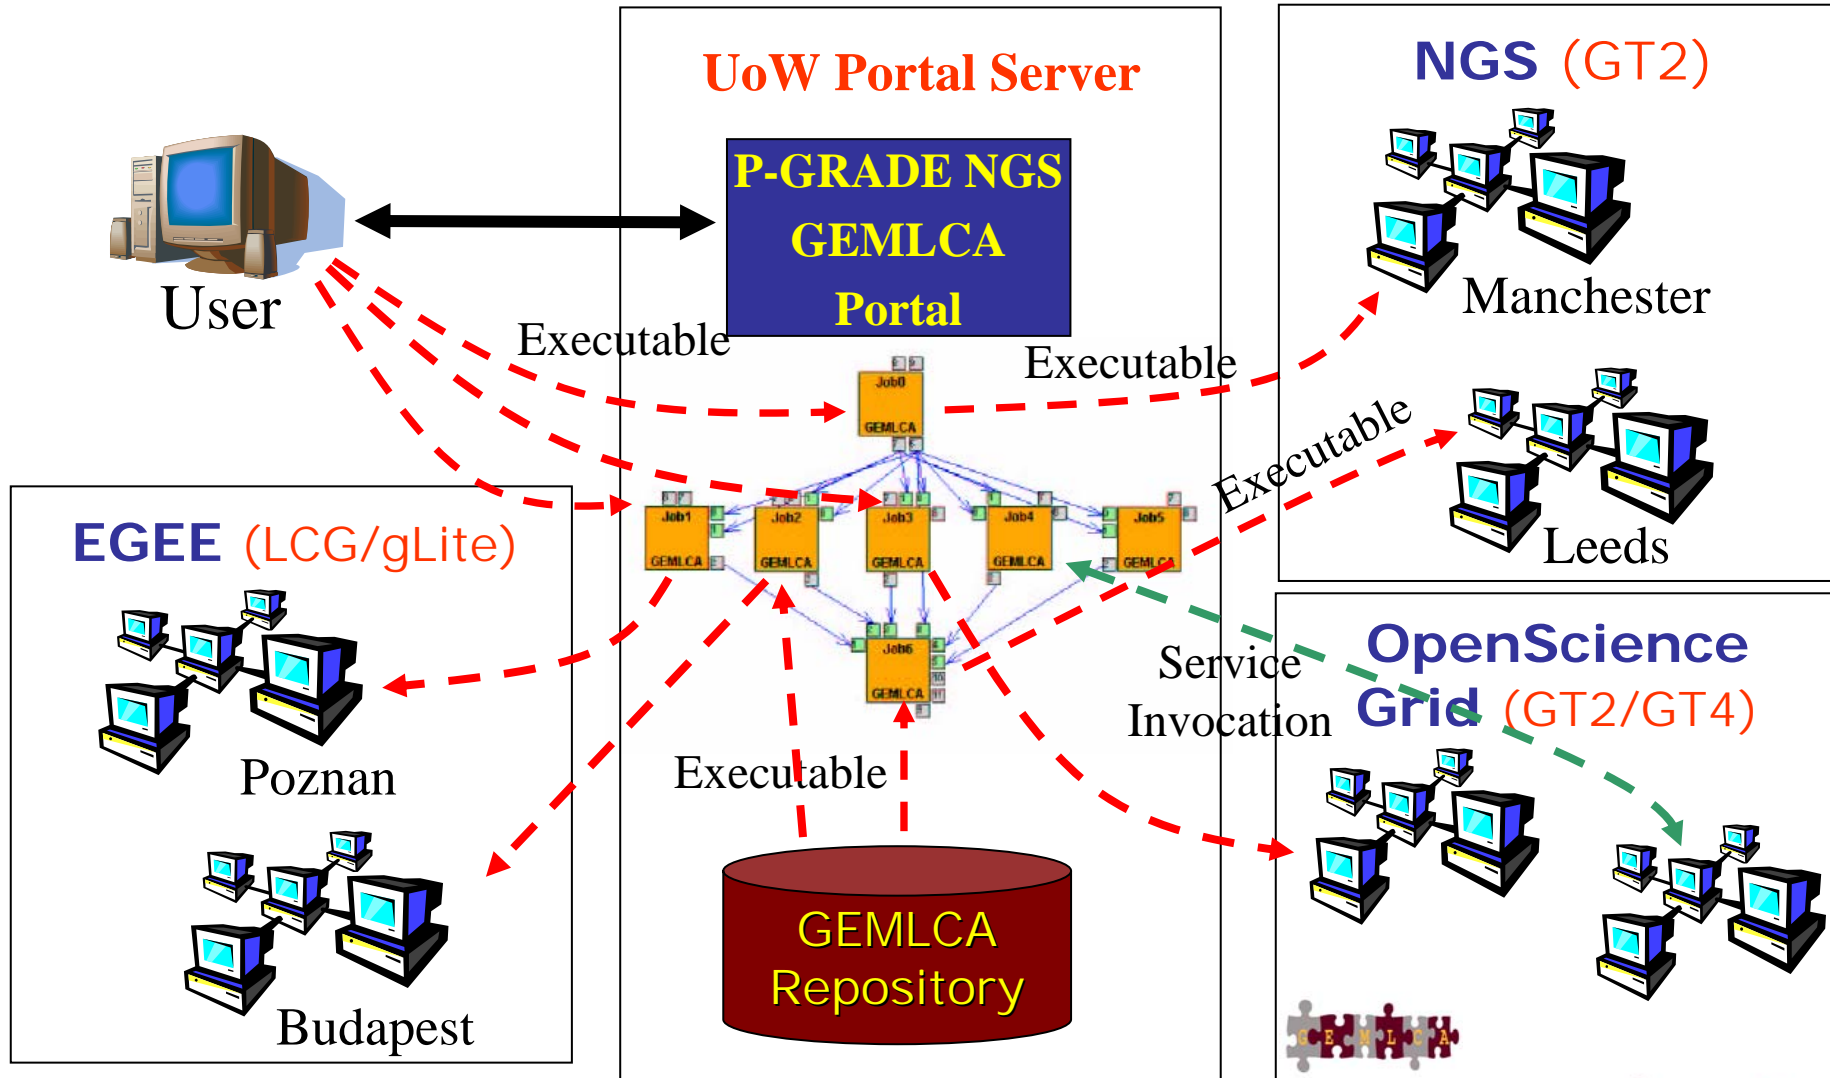 UoW Portal Server
P-GRADE NGS
GEMLCA
Portal
User
Executable
Executable
Executable
NGS (GT2)
Manchester
Leeds
Job0
GEMLCA
Job1
GEMLCA
Job2
GEMLCA
Job3
GEMLCA
Job4
GEMLCA
Job5
GEMLCA
Job6
GEMLCA
EGEE (LCG/gLite)
Poznan
Budapest
Service
Invocation
OpenScience
Grid (GT2/GT4)
Executable
GEMLCA
Repository
GEMLCA